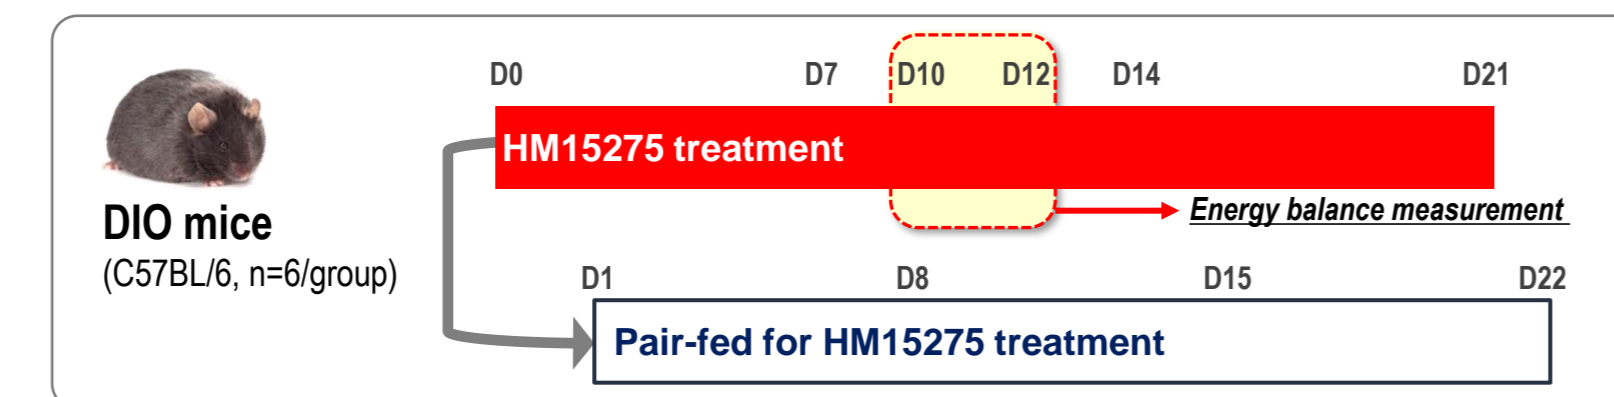 D0 D7 D10 D12 D14 D21
HM15275 treatment
DIO mice
(C57BL/6, n=6/group)
Energy balance measurement
D1 D8 D15 D22
Pair-fed for HM15275 treatment